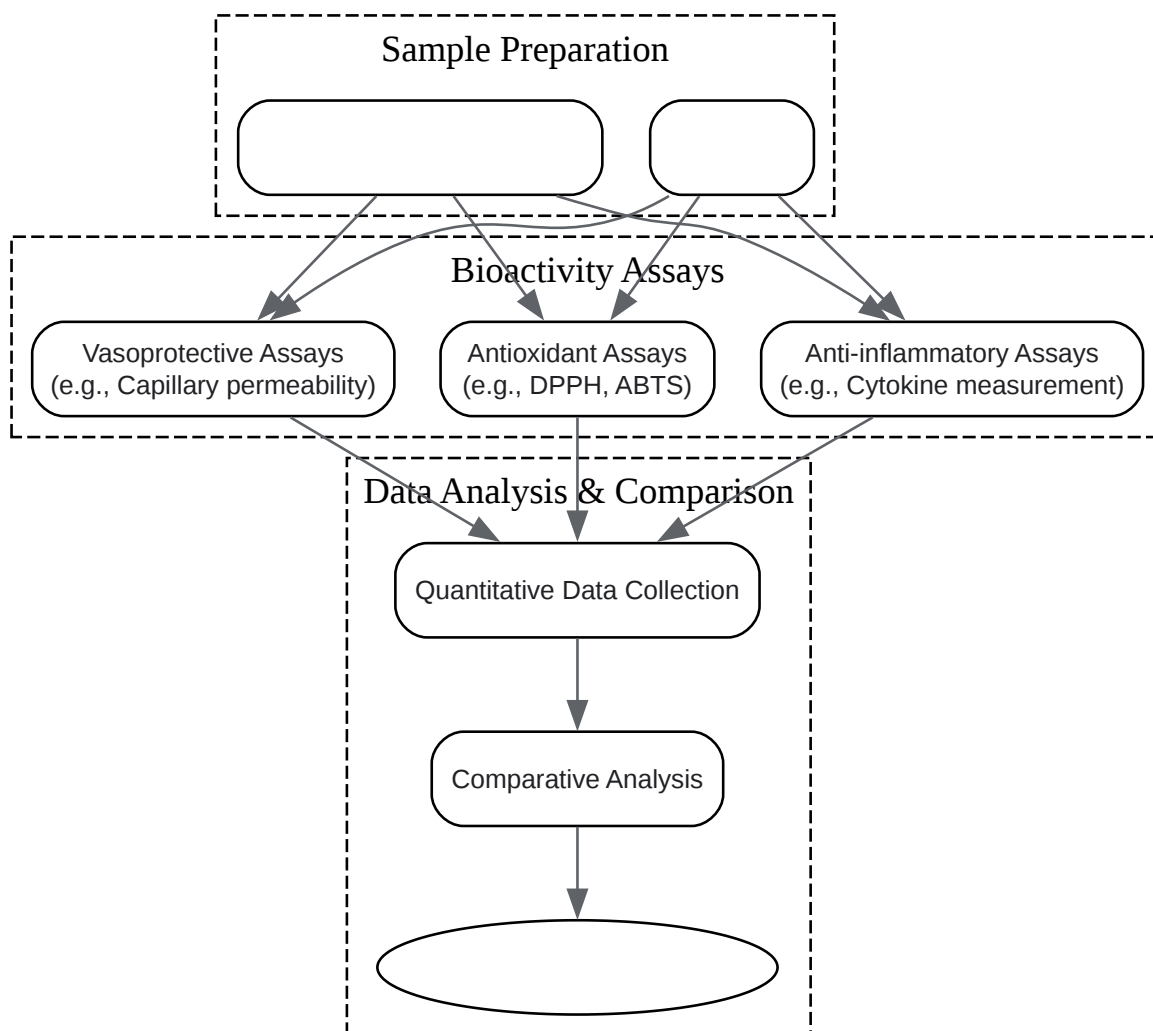 Sample Preparation
Bioactivity Assays
Vasoprotective Assays
(e.g., Capillary permeability)
Antioxidant Assays
(e.g., DPPH, ABTS)
Anti-inflammatory Assays
(e.g., Cytokine measurement)
Data Analysis & Comparison
Quantitative Data Collection
Comparative Analysis